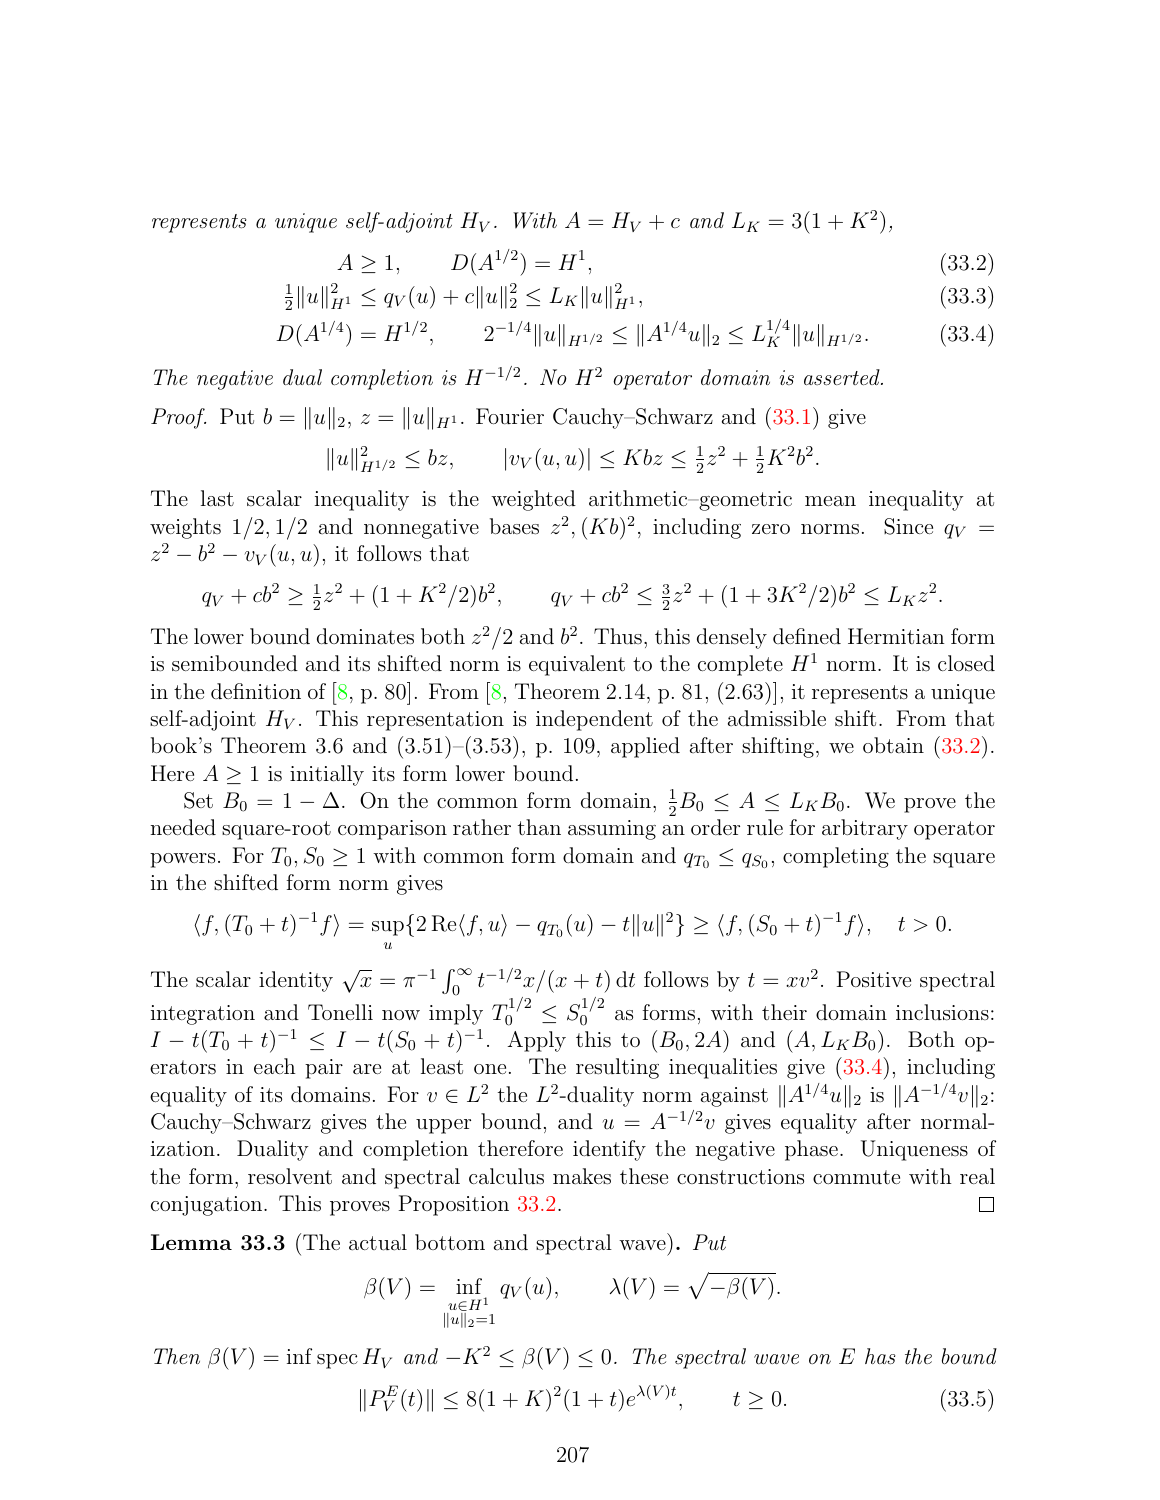 represents a unique self-adjoint H_V. With A = H_V + c and L_K = 3(1 + K²),
A ≥ 1, D(A^{1/2}) = H¹, (33.2)
½‖u‖²_{H¹} ≤ q_V(u) + c‖u‖²_2 ≤ L_K‖u‖²_{H¹}, (33.3)
D(A^{1/4}) = H^{1/2}, 2^{-1/4}‖u‖_{H^{1/2}} ≤ ‖A^{1/4}u‖_2 ≤ L_K^{1/4}‖u‖_{H^{1/2}}. (33.4)
The negative dual completion is H^{-1/2}. No H² operator domain is asserted.
Proof. Put b = ‖u‖_2, z = ‖u‖_{H¹}. Fourier Cauchy–Schwarz and (33.1) give
‖u‖²_{H^{1/2}} ≤ bz, |v_V(u, u)| ≤ Kbz ≤ ½z² + ½K²b².
The last scalar inequality is the weighted arithmetic–geometric mean inequality at
weights 1/2, 1/2 and nonnegative bases z², (Kb)², including zero norms. Since q_V =
z² − b² − v_V(u, u), it follows that
q_V + cb² ≥ ½z² + (1 + K²/2)b², q_V + cb² ≤ 3/2 z² + (1 + 3K²/2)b² ≤ L_K z².
The lower bound dominates both z²/2 and b². Thus, this densely defined Hermitian form
is semibounded and its shifted norm is equivalent to the complete H¹ norm. It is closed
in the definition of [8, p. 80]. From [8, Theorem 2.14, p. 81, (2.63)], it represents a unique
self-adjoint H_V. This representation is independent of the admissible shift. From that
book's Theorem 3.6 and (3.51)–(3.53), p. 109, applied after shifting, we obtain (33.2).
Here A ≥ 1 is initially its form lower bound.
Set B_0 = 1 − Δ. On the common form domain, ½B_0 ≤ A ≤ L_K B_0. We prove the
needed square-root comparison rather than assuming an order rule for arbitrary operator
powers. For T_0, S_0 ≥ 1 with common form domain and q_{T_0} ≤ q_{S_0}, completing the square
in the shifted form norm gives
⟨f, (T_0 + t)^{-1}f⟩ = sup_u{2 Re⟨f, u⟩ − q_{T_0}(u) − t‖u‖²} ≥ ⟨f, (S_0 + t)^{-1}f⟩, t > 0.
The scalar identity √x = π^{-1} ∫_0^∞ t^{-1/2}x/(x + t) dt follows by t = xv². Positive spectral
integration and Tonelli now imply T_0^{1/2} ≤ S_0^{1/2} as forms, with their domain inclusions:
I − t(T_0 + t)^{-1} ≤ I − t(S_0 + t)^{-1}. Apply this to (B_0, 2A) and (A, L_K B_0). Both op-
erators in each pair are at least one. The resulting inequalities give (33.4), including
equality of its domains. For v ∈ L² the L²-duality norm against ‖A^{1/4}u‖_2 is ‖A^{-1/4}v‖_2:
Cauchy–Schwarz gives the upper bound, and u = A^{-1/2}v gives equality after normal-
ization. Duality and completion therefore identify the negative phase. Uniqueness of
the form, resolvent and spectral calculus makes these constructions commute with real
conjugation. This proves Proposition 33.2. □
Lemma 33.3 (The actual bottom and spectral wave). Put
β(V) = inf_{u∈H¹, ‖u‖_2=1} q_V(u), λ(V) = √(−β(V)).
Then β(V) = inf spec H_V and −K² ≤ β(V) ≤ 0. The spectral wave on E has the bound
‖P_V^E(t)‖ ≤ 8(1 + K)²(1 + t)e^{λ(V)t}, t ≥ 0. (33.5)
207